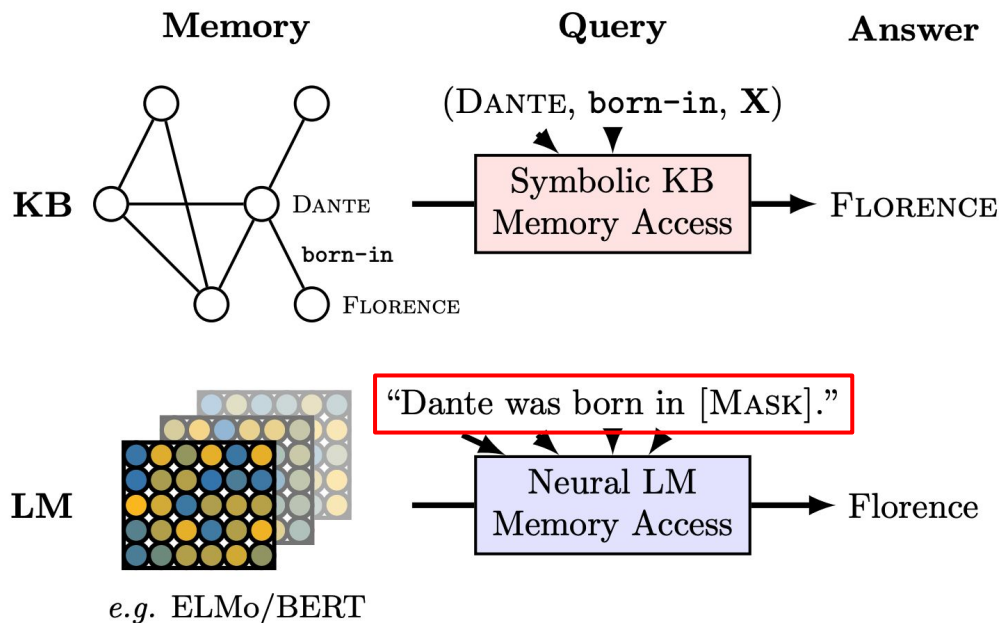 Memory Query Answer
(DANTE, born-in, X)
KB
DANTE
born-in
FLORENCE
Symbolic KB
Memory Access
FLORENCE
"Dante was born in [MASK]."
LM
Neural LM
Memory Access
Florence
e.g. ELMo/BERT